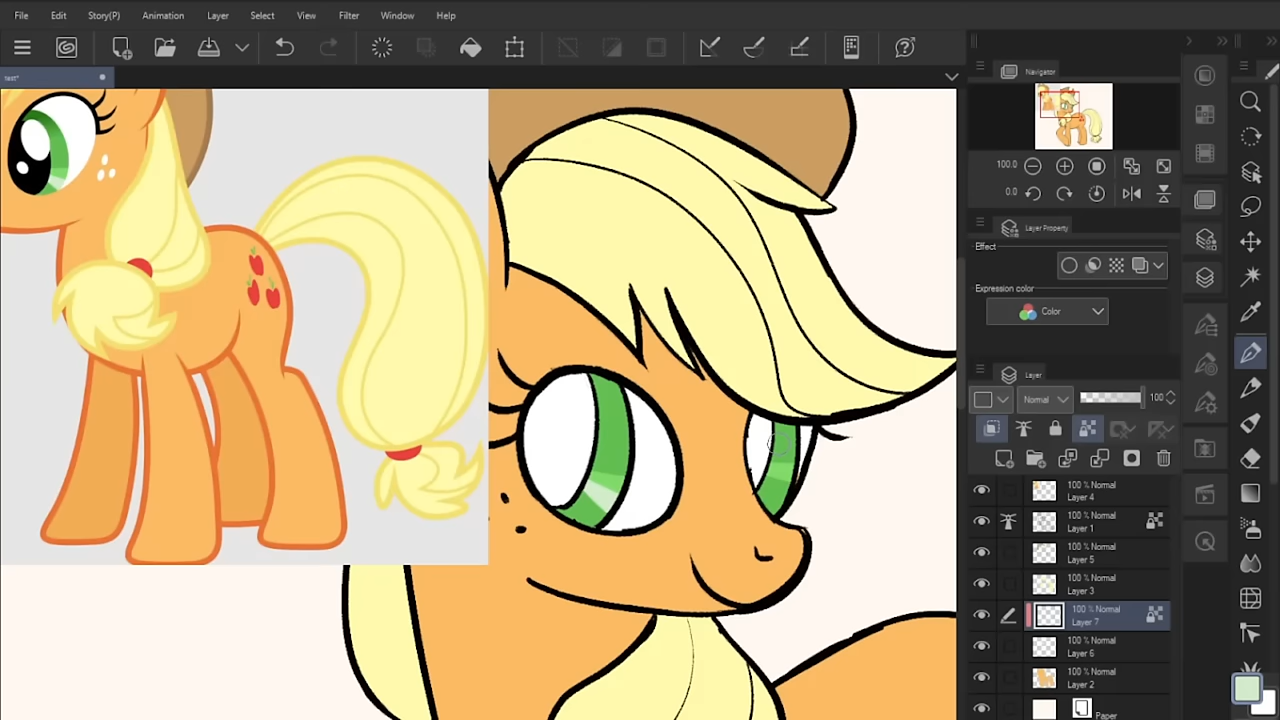 File Edit Story(P) Animation Layer Select View Filter Window Help
test*
Navigator
100.0
0.0
Layer Property
Effect
Expression color
Color
Layer
Normal 100
100 % Normal
Layer 4
100 % Normal
Layer 1
100 % Normal
Layer 5
100 % Normal
Layer 3
100 % Normal
Layer 7
100 % Normal
Layer 6
100 % Normal
Layer 2
Paper